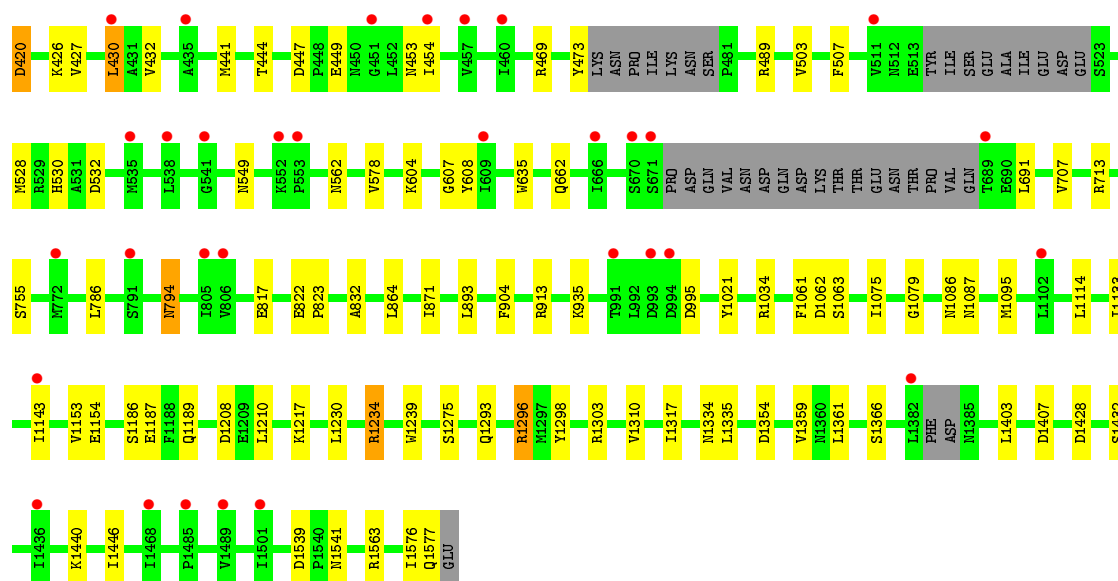 D420 K426 V427 L430 A431 V432 A435 M441 T444 D447 P448 E449 N450 G451 L452 N453 I454 V457 I460 R469 Y473 LYS ASN PRO ILE LYS ASN SER P481 R489 V503 F507 V511 N512 E513 TYR ILE SER GLU ALA ILE GLU ASP GLU S523
M528 R529 H530 A531 D532 M535 L538 G541 N549 K552 P553 N562 V578 K604 G607 Y608 I609 W635 Q662 I666 S670 S671 PRO ASP GLN VAL ASN ASP GLN ASP LYS THR THR GLU ASN THR PRO VAL GLN T689 E690 L691 V707 R713
S755 M772 L786 S791 N794 I805 V806 E817 E822 P823 A832 L864 I871 L893 F904 R913 K935 T991 L992 D993 D994 D995 Y1021 R1034 F1061 D1062 S1063 I1075 G1079 N1086 N1087 M1095 L1102 L1114
I1143 V1153 E1154 S1186 E1187 F1188 Q1189 D1208 E1209 L1210 K1217 L1230 R1234 W1239 S1275 Q1293 R1296 M1297 Y1298 R1303 V1310 I1317 N1334 L1335 D1354 V1359 N1360 L1361 S1366 L1382 PHE ASP N1385 L1403 D1407 D1428
I1436 K1440 I1446 I1468 P1485 V1489 I1501 D1539 P1540 N1541 R1563 I1576 Q1577 GLU